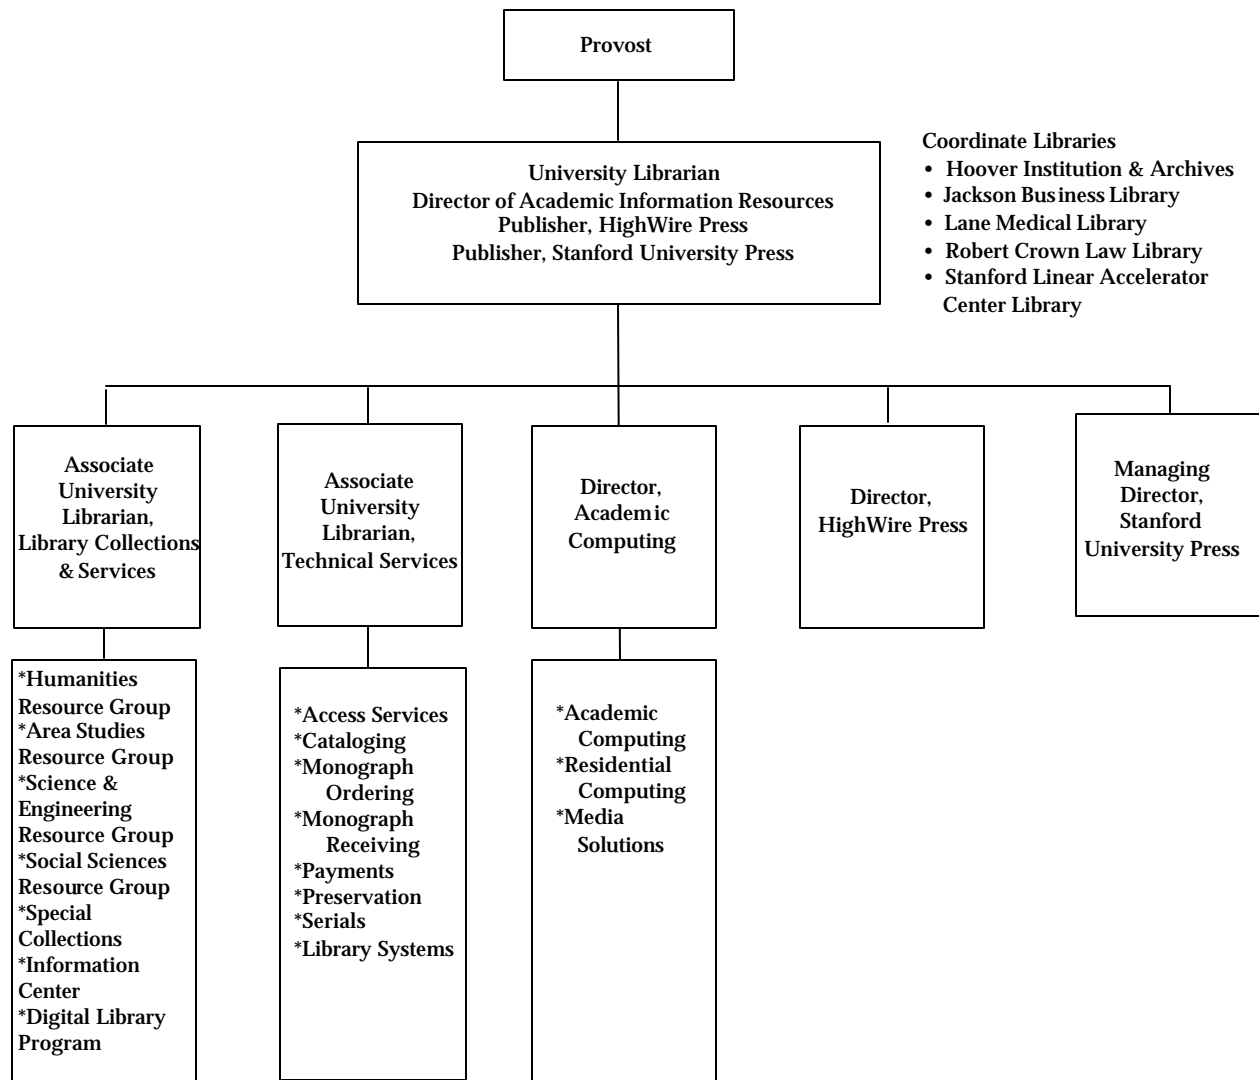 Provost
University Librarian
Director of Academic Information Resources
Publisher, HighWire Press
Publisher, Stanford University Press
Coordinate Libraries
• Hoover Institution & Archives
• Jackson Business Library
• Lane Medical Library
• Robert Crown Law Library
• Stanford Linear Accelerator
Center Library
Associate
University
Librarian,
Library Collections
& Services
Associate
University
Librarian,
Technical Services
Director,
Academic
Computing
Director,
HighWire Press
Managing
Director,
Stanford
University Press
*Humanities
Resource Group
*Area Studies
Resource Group
*Science &
Engineering
Resource Group
*Social Sciences
Resource Group
*Special
Collections
*Information
Center
*Digital Library
Program
*Access Services
*Cataloging
*Monograph
Ordering
*Monograph
Receiving
*Payments
*Preservation
*Serials
*Library Systems
*Academic
Computing
*Residential
Computing
*Media
Solutions